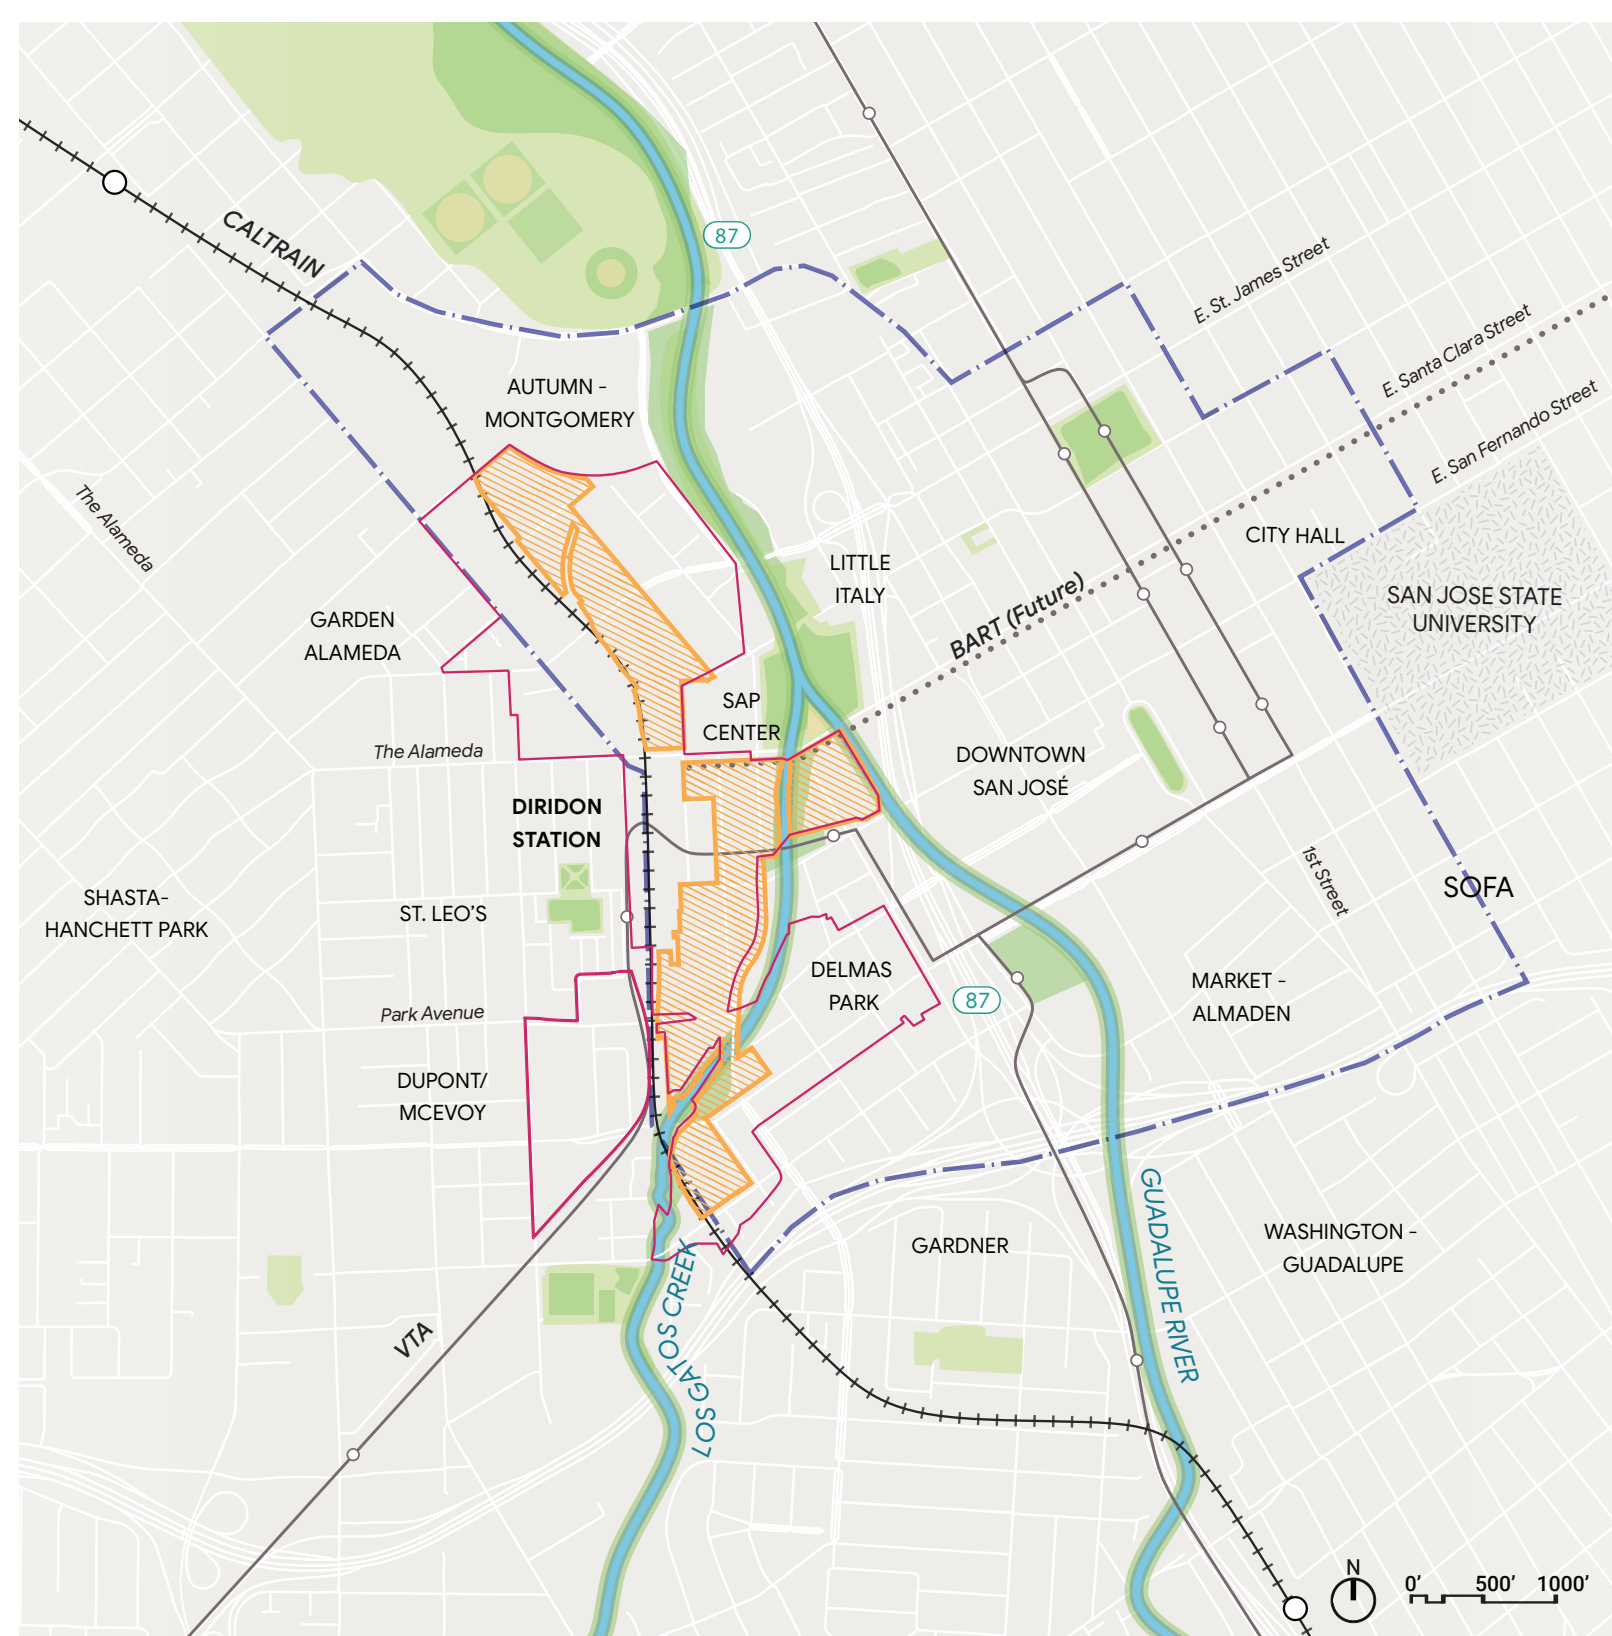 CALTRAIN
87
E. St. James Street
E. Santa Clara Street
E. San Fernando Street
AUTUMN -
MONTGOMERY
The Alameda
LITTLE
ITALY
CITY HALL
BART (Future)
SAN JOSE STATE
UNIVERSITY
GARDEN
ALAMEDA
SAP
CENTER
The Alameda
DOWNTOWN
SAN JOSÉ
DIRIDON
STATION
1st Street
SOFA
SHASTA-
HANCHETT PARK
ST. LEO'S
DELMAS
PARK
87
MARKET -
ALMADEN
Park Avenue
DUPONT/
MCEVOY
GUADALUPE RIVER
GARDNER
WASHINGTON -
GUADALUPE
LOS GATOS CREEK
VTA
N
0' 500' 1000'